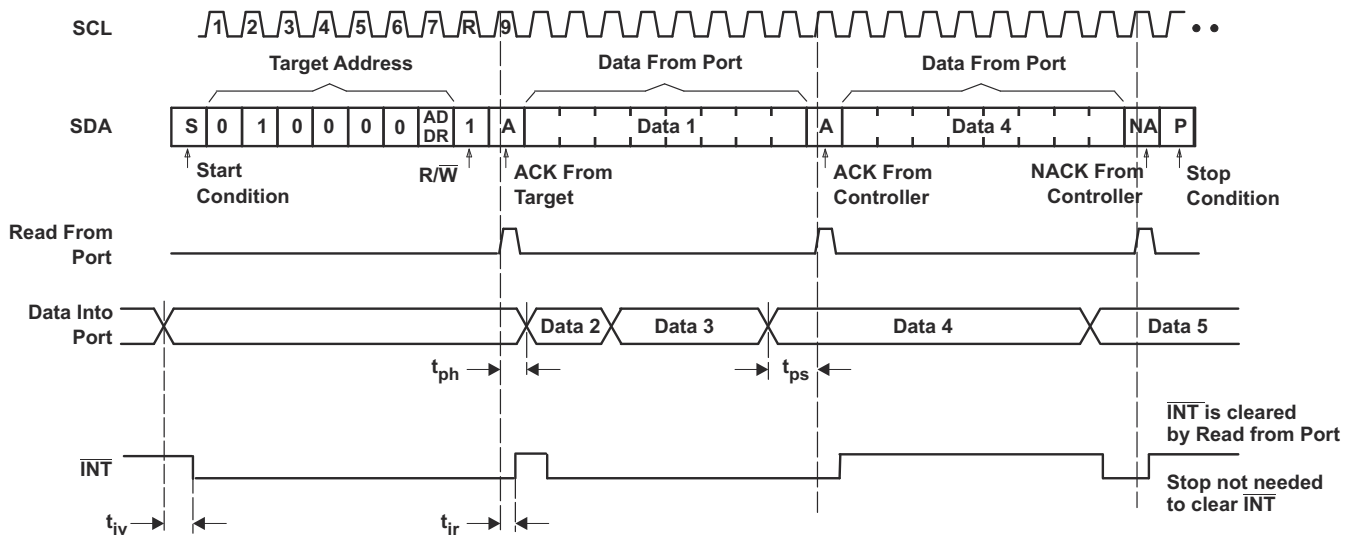 SCL
1 2 3 4 5 6 7 R 9
Target Address
Data From Port
Data From Port
SDA
S 0 1 0 0 0 0 AD DR 1 A Data 1 A Data 4 NA P
Start
Condition
R/W
ACK From
Target
ACK From
Controller
NACK From
Controller
Stop
Condition
Read From
Port
Data Into
Port
Data 2
Data 3
Data 4
Data 5
tph
tps
INT is cleared
by Read from Port
INT
Stop not needed
to clear INT
tiv
tir